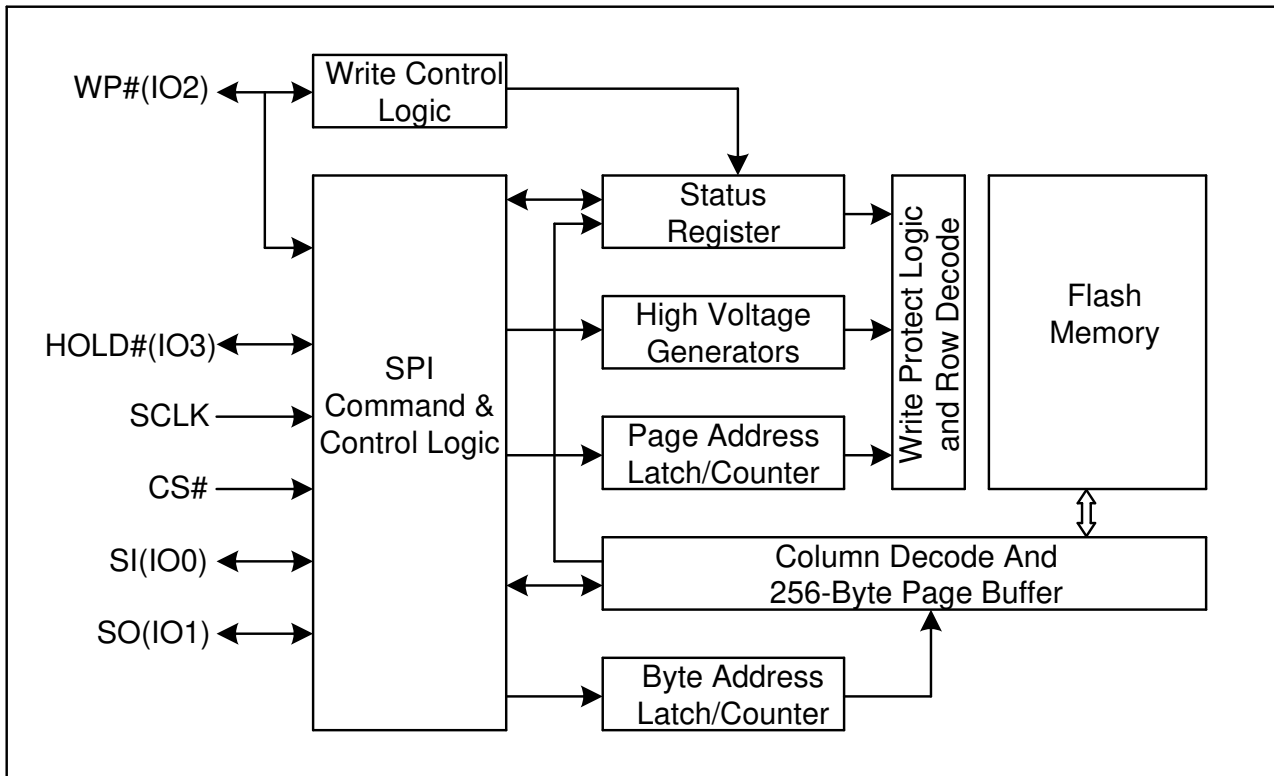 WP#(IO2)
Write Control
Logic
Status
Register
Write Protect Logic
and Row Decode
Flash
Memory
High Voltage
Generators
HOLD#(IO3)
SPI
Command &
Control Logic
SCLK
Page Address
Latch/Counter
CS#
SI(IO0)
Column Decode And
256-Byte Page Buffer
SO(IO1)
Byte Address
Latch/Counter